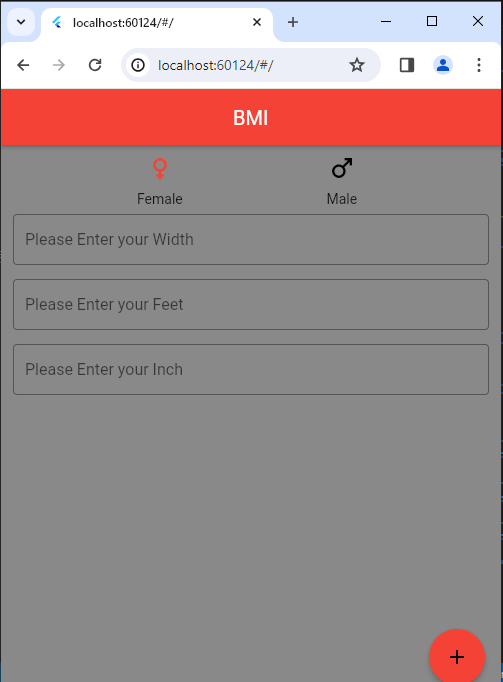 localhost:60124/#/
localhost:60124/#/
BMI
Female
Male
Please Enter your Width
Please Enter your Feet
Please Enter your Inch